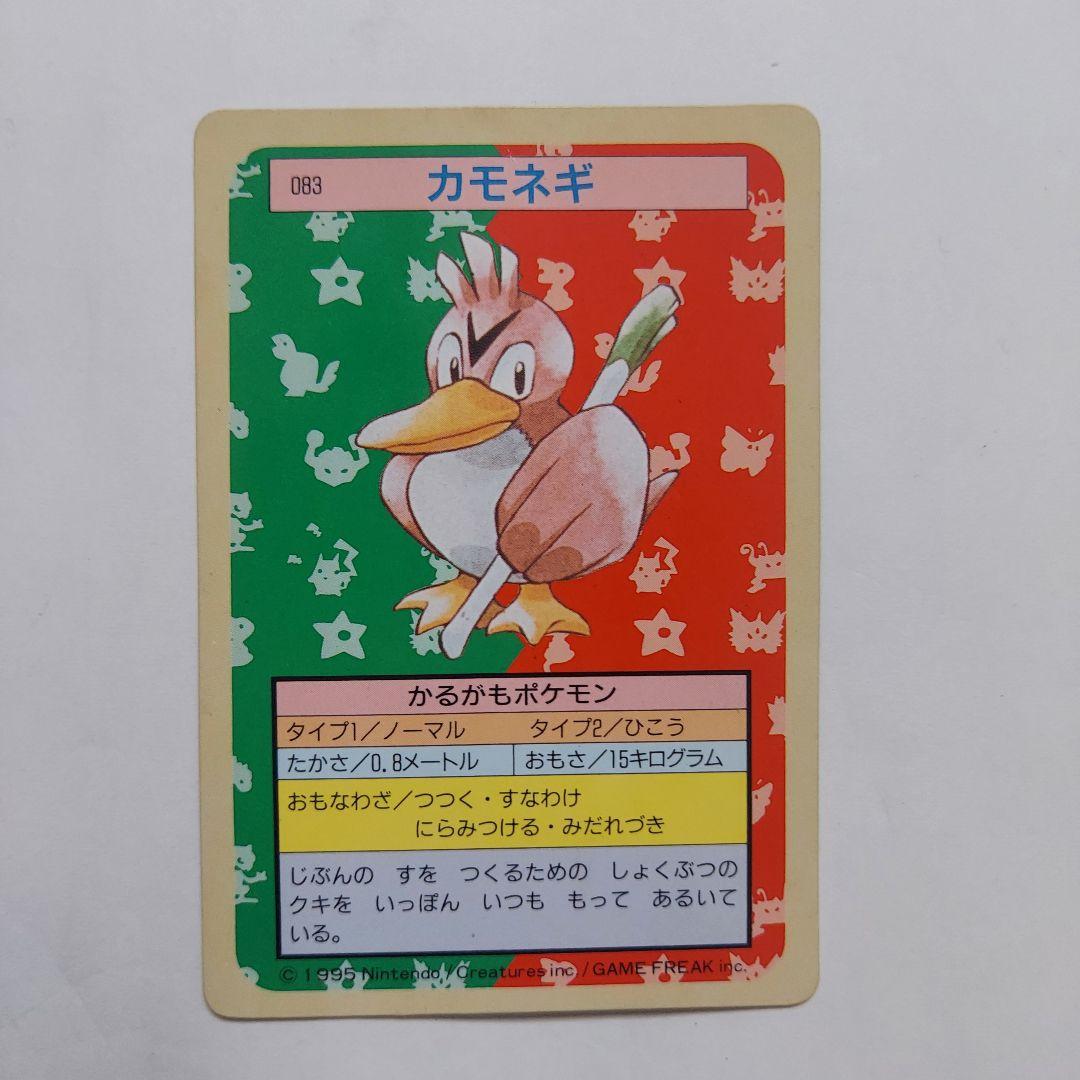 083 カモネギ
かるがもポケモン
タイプ1/ノーマル タイプ2/ひこう
たかさ/0.8メートル おもさ/15キログラム
おもなわざ/つつく・すなわけ
にらみつける・みだれづき
じぶんの すを つくるための しょくぶつの
クキを いっぽん いつも もって あるいて
いる。
© 1995 Nintendo / Creatures inc. / GAME FREAK inc.